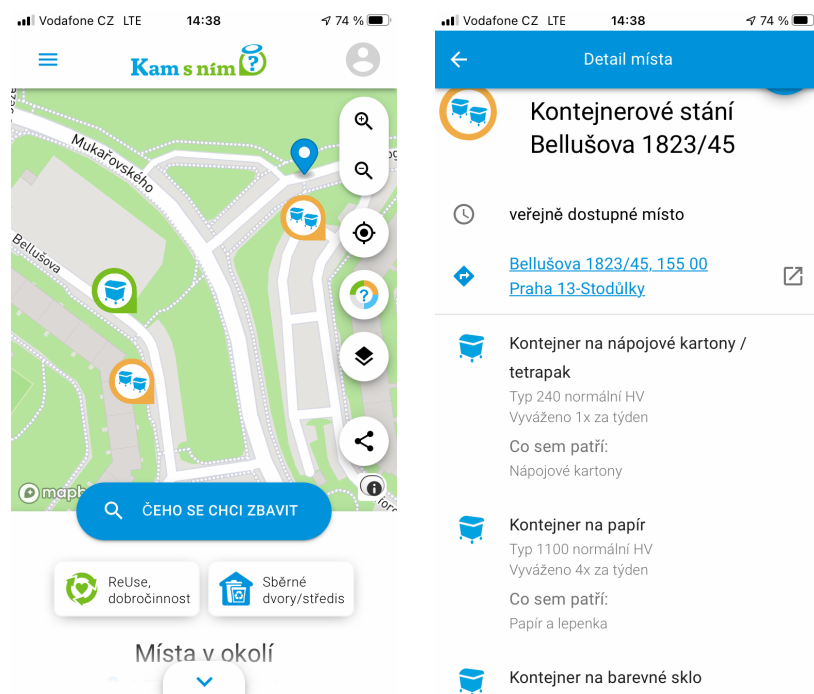 Vodafone CZ LTE 14:38 74 %
Kam s ním ?
Mukařovského
Bellušova
?
mapb
ČEHO SE CHCI ZBAVIT
ReUse,
dobročinnost
Sběrné
dvory/středis
Místa v okolí
Vodafone CZ LTE 14:38 74 %
Detail místa
Kontejnerové stání
Bellušova 1823/45
veřejně dostupné místo
Bellušova 1823/45, 155 00
Praha 13-Stodůlky
Kontejner na nápojové kartony /
tetrapak
Typ 240 normální HV
Vyváženo 1x za týden
Co sem patří:
Nápojové kartony
Kontejner na papír
Typ 1100 normální HV
Vyváženo 4x za týden
Co sem patří:
Papír a lepenka
Kontejner na barevné sklo